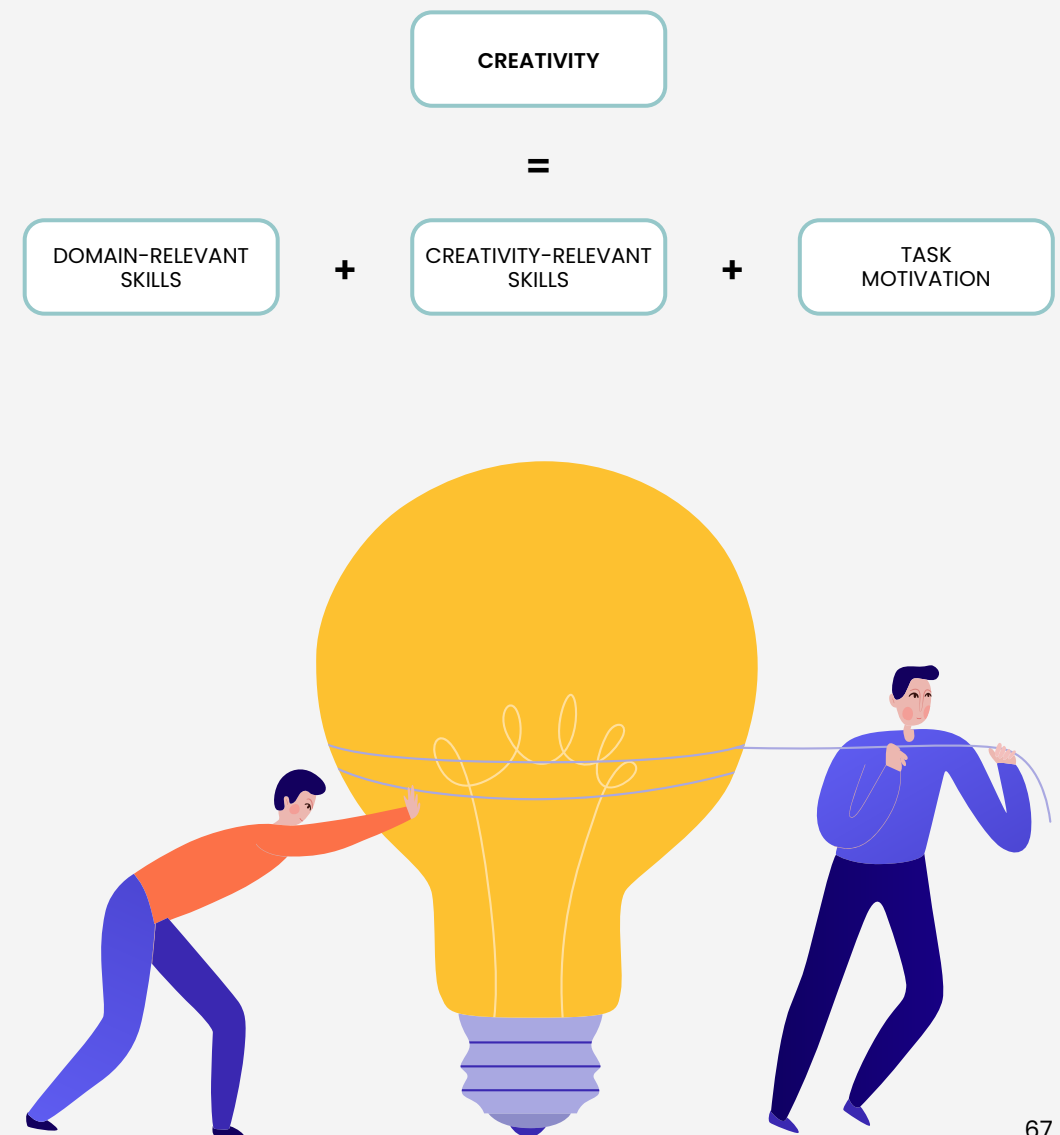 CREATIVITY
=
DOMAIN-RELEVANT
SKILLS
+
CREATIVITY-RELEVANT
SKILLS
+
TASK
MOTIVATION
67